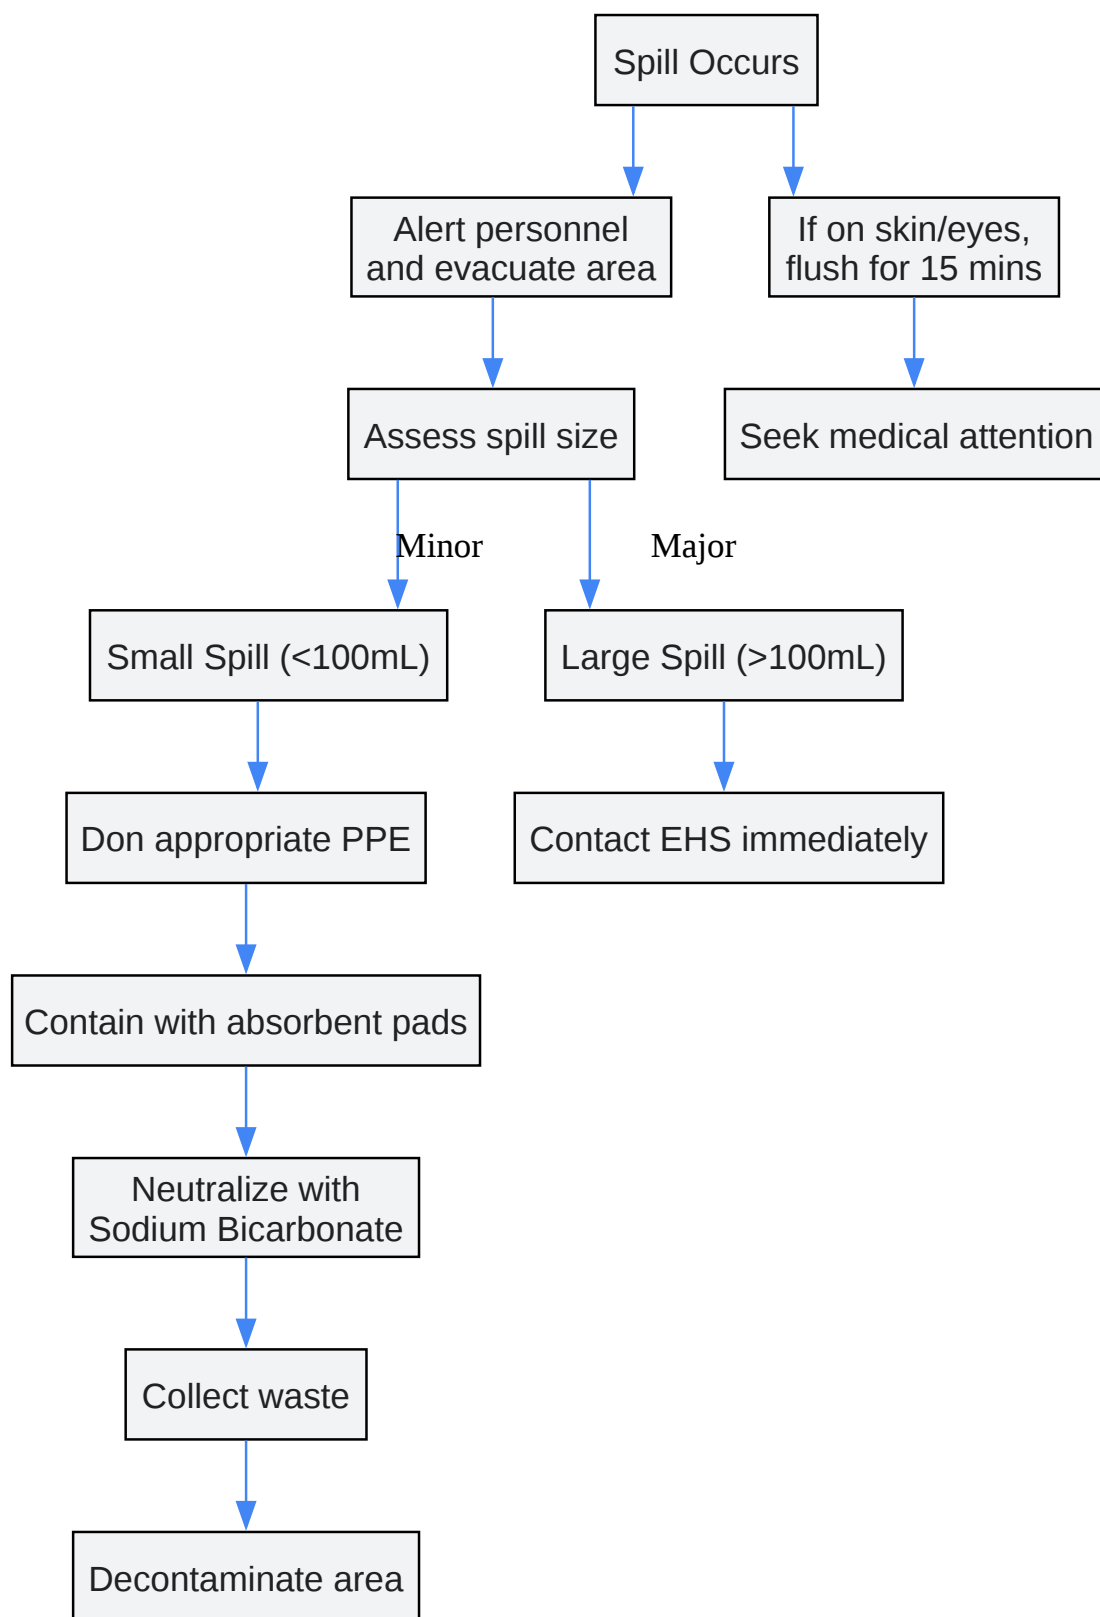 Spill Occurs
Alert personnel
and evacuate area
If on skin/eyes,
flush for 15 mins
Assess spill size
Seek medical attention
Minor
Major
Small Spill (<100mL)
Large Spill (>100mL)
Don appropriate PPE
Contact EHS immediately
Contain with absorbent pads
Neutralize with
Sodium Bicarbonate
Collect waste
Decontaminate area